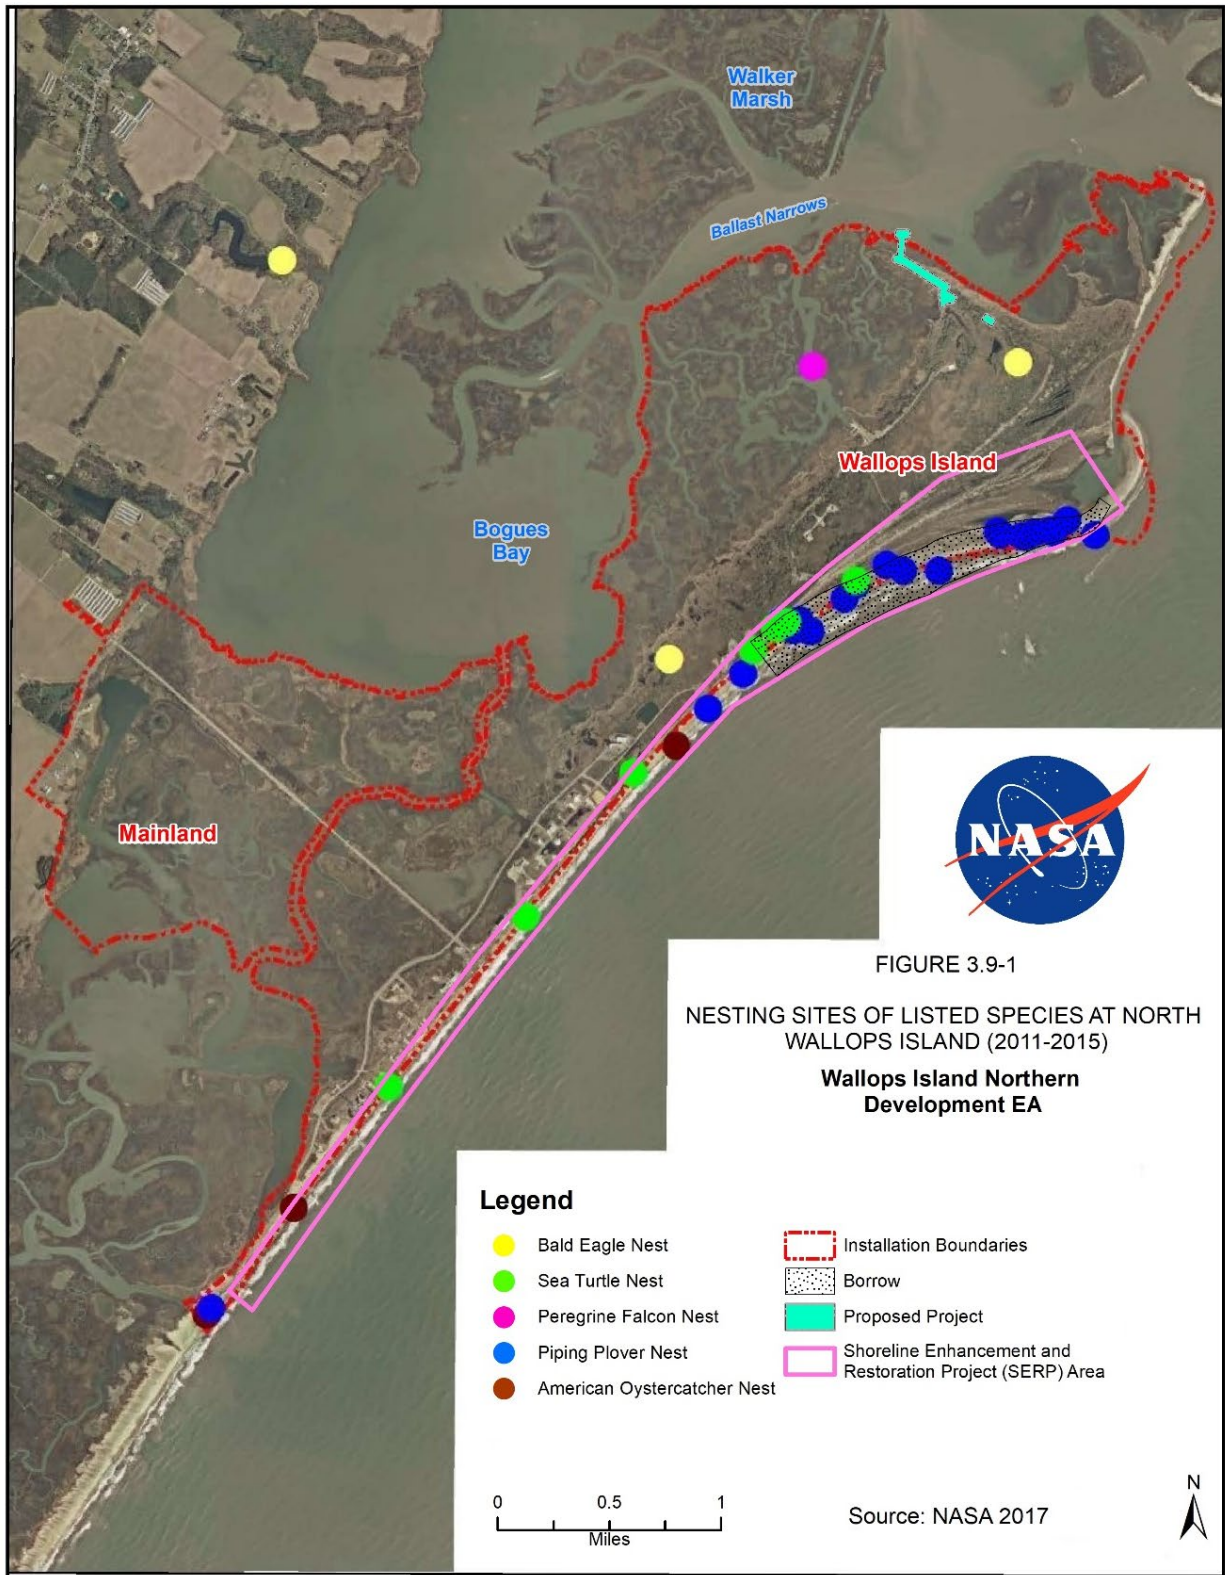 Walker
Marsh
Ballast Narrows
Wallops Island
Bogues
Bay
Mainland
NASA
FIGURE 3.9-1
NESTING SITES OF LISTED SPECIES AT NORTH
WALLOPS ISLAND (2011-2015)
Wallops Island Northern
Development EA
Legend
Bald Eagle Nest
Sea Turtle Nest
Peregrine Falcon Nest
Piping Plover Nest
American Oystercatcher Nest
Installation Boundaries
Borrow
Proposed Project
Shoreline Enhancement and
Restoration Project (SERP) Area
0 0.5 1
Miles
Source: NASA 2017
N